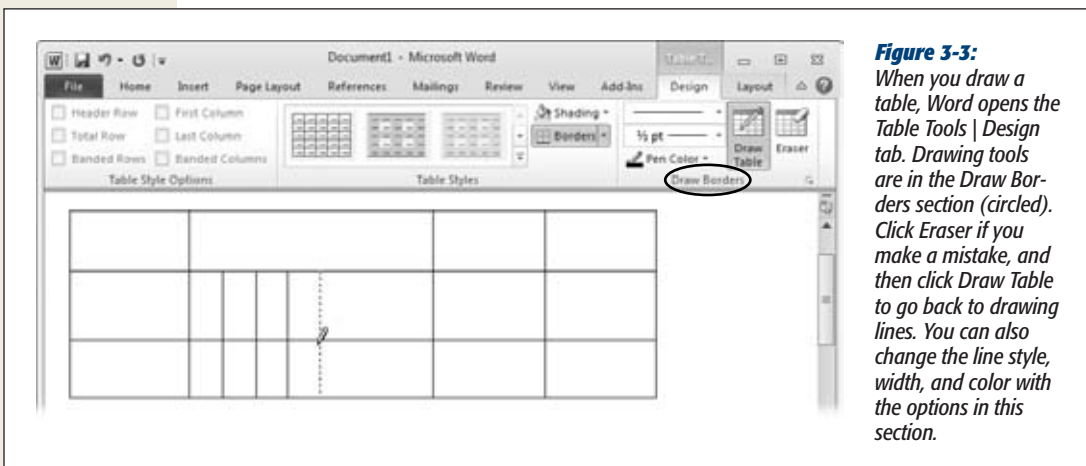 Document1 - Microsoft Word
File Home Insert Page Layout References Mailings Review View Add-Ins Design Layout
Header Row First Column
Total Row Last Column
Banded Rows Banded Columns
Table Style Options
Table Styles
Shading
Borders
½ pt
Pen Color
Draw Table
Eraser
Draw Borders
Figure 3-3:
When you draw a
table, Word opens the
Table Tools | Design
tab. Drawing tools
are in the Draw Bor-
ders section (circled).
Click Eraser if you
make a mistake, and
then click Draw Table
to go back to drawing
lines. You can also
change the line style,
width, and color with
the options in this
section.